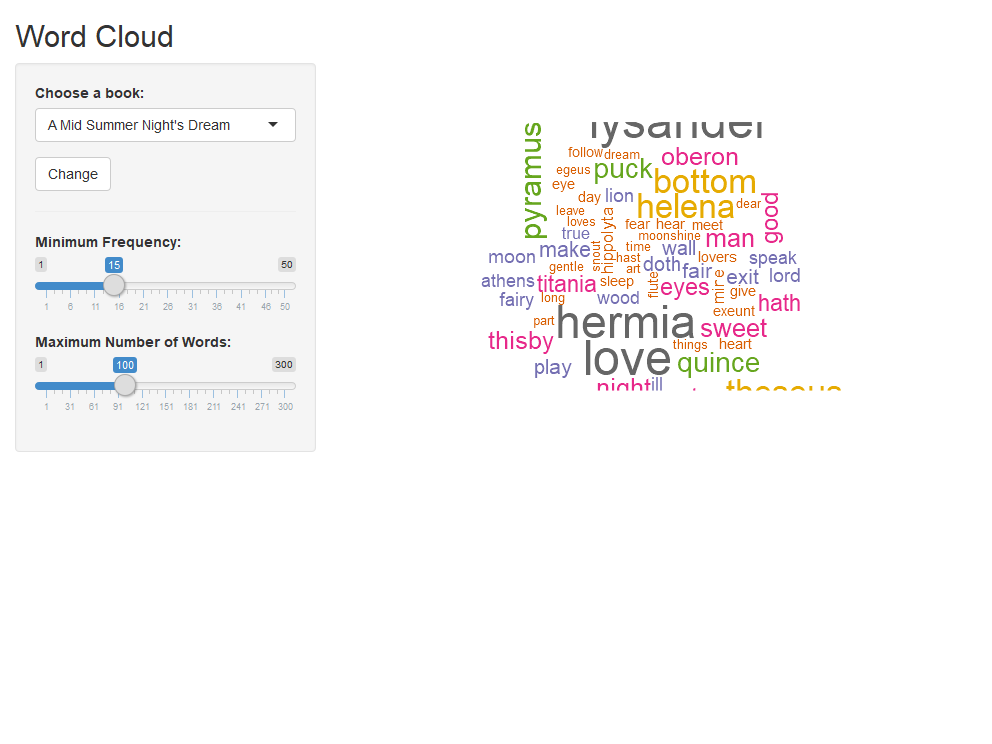 Word Cloud
Choose a book:
A Mid Summer Night's Dream
Change
Minimum Frequency:
1 15 50
1 6 11 16 21 26 31 36 41 46 50
Maximum Number of Words:
1 100 300
1 31 61 91 121 151 181 211 241 271 300
lysander
pyramus
follow dream oberon
egeus puck
eye bottom
day lion helena dear good
leave
loves hippolyta fear hear meet
true moonshine man
moon make snout time wall lovers speak
gentle hast art doth fair exit lord
athens titania sleep flute eyes mine give
fairy long wood hath
part hermia exeunt sweet
thisby things heart
play love quince
night ill theseus